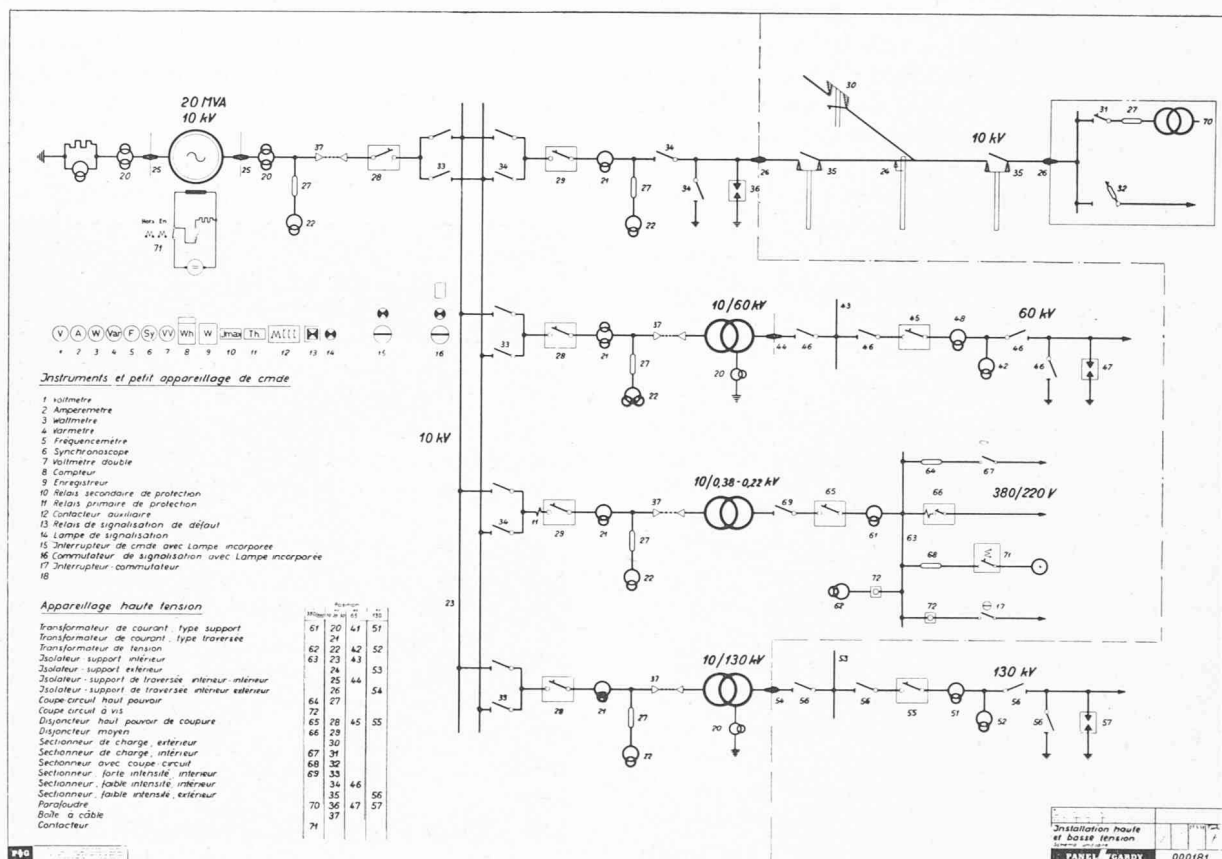 20 MVA
10 kV
37
33
34
29
21
34
30
31
27
70
10 kV
20
25
25
20
27
28
33
34
27
34
36
26
35
26
35
26
32
22
22
Hors En
71
V A W Var F Sy VV Wh W Jmax Th
1 2 3 4 5 6 7 8 9 10 11 12 13 14 15 16
33
28
21
37
27
22
10/60 kV
20
44
46
43
46
45
48
42
60 kV
46
46
47
Instruments et petit appareillage de cmde
1 Voltmetre
2 Amperemetre
3 Wattmetre
4 Varmetre
5 Fréquencemètre
6 Synchronoscope
7 Voltmetre double
8 Compteur
9 Enregistreur
10 Relais secondaire de protection
11 Relais primaire de protection
12 Contacteur auxiliaire
13 Relais de signalisation de défaut
14 Lampe de signalisation
15 Interrupteur de cmde avec Lampe incorporée
16 Commutateur de signalisation avec Lampe incorporée
17 Interrupteur-commutateur
18
10 kV
23
34
11
29
21
37
27
22
10/0,38-0,22 kV
69
65
61
63
64
67
66
380/220 V
68
71
62
72
72
17
Appareillage haute tension
Position
Transformateur de courant, type support 61 20 41 51
Transformateur de courant, type traversée 21
Transformateur de tension 62 22 42 52
Isolateur-support intérieur 63 23 43
Isolateur-support extérieur 24 53
Isolateur-support de traversée intérieur-intérieur 25 44
Isolateur-support de traversée intérieur extérieur 26 54
Coupe-circuit haut pouvoir 64 27
Coupe circuit à vis 72
Disjoncteur haut pouvoir de coupure 65 28 45 55
Disjoncteur moyen 66 29
Sectionneur de charge, extérieur 30
Sectionneur de charge, intérieur 67 31
Sectionneur avec coupe-circuit 68 32
Sectionneur, forte intensité, intérieur 69 33
Sectionneur, faible intensité, intérieur 34 46
Sectionneur, faible intensité, extérieur 35 56
Parafoudre 70 36 47 57
Boîte à câble 37
Contacteur 71
33
28
21
37
27
22
10/130 kV
20
54
56
53
56
55
51
52
130 kV
56
56
57
Installation haute
et basse tension
Schema unifilaire
PANEL GARDY
000181